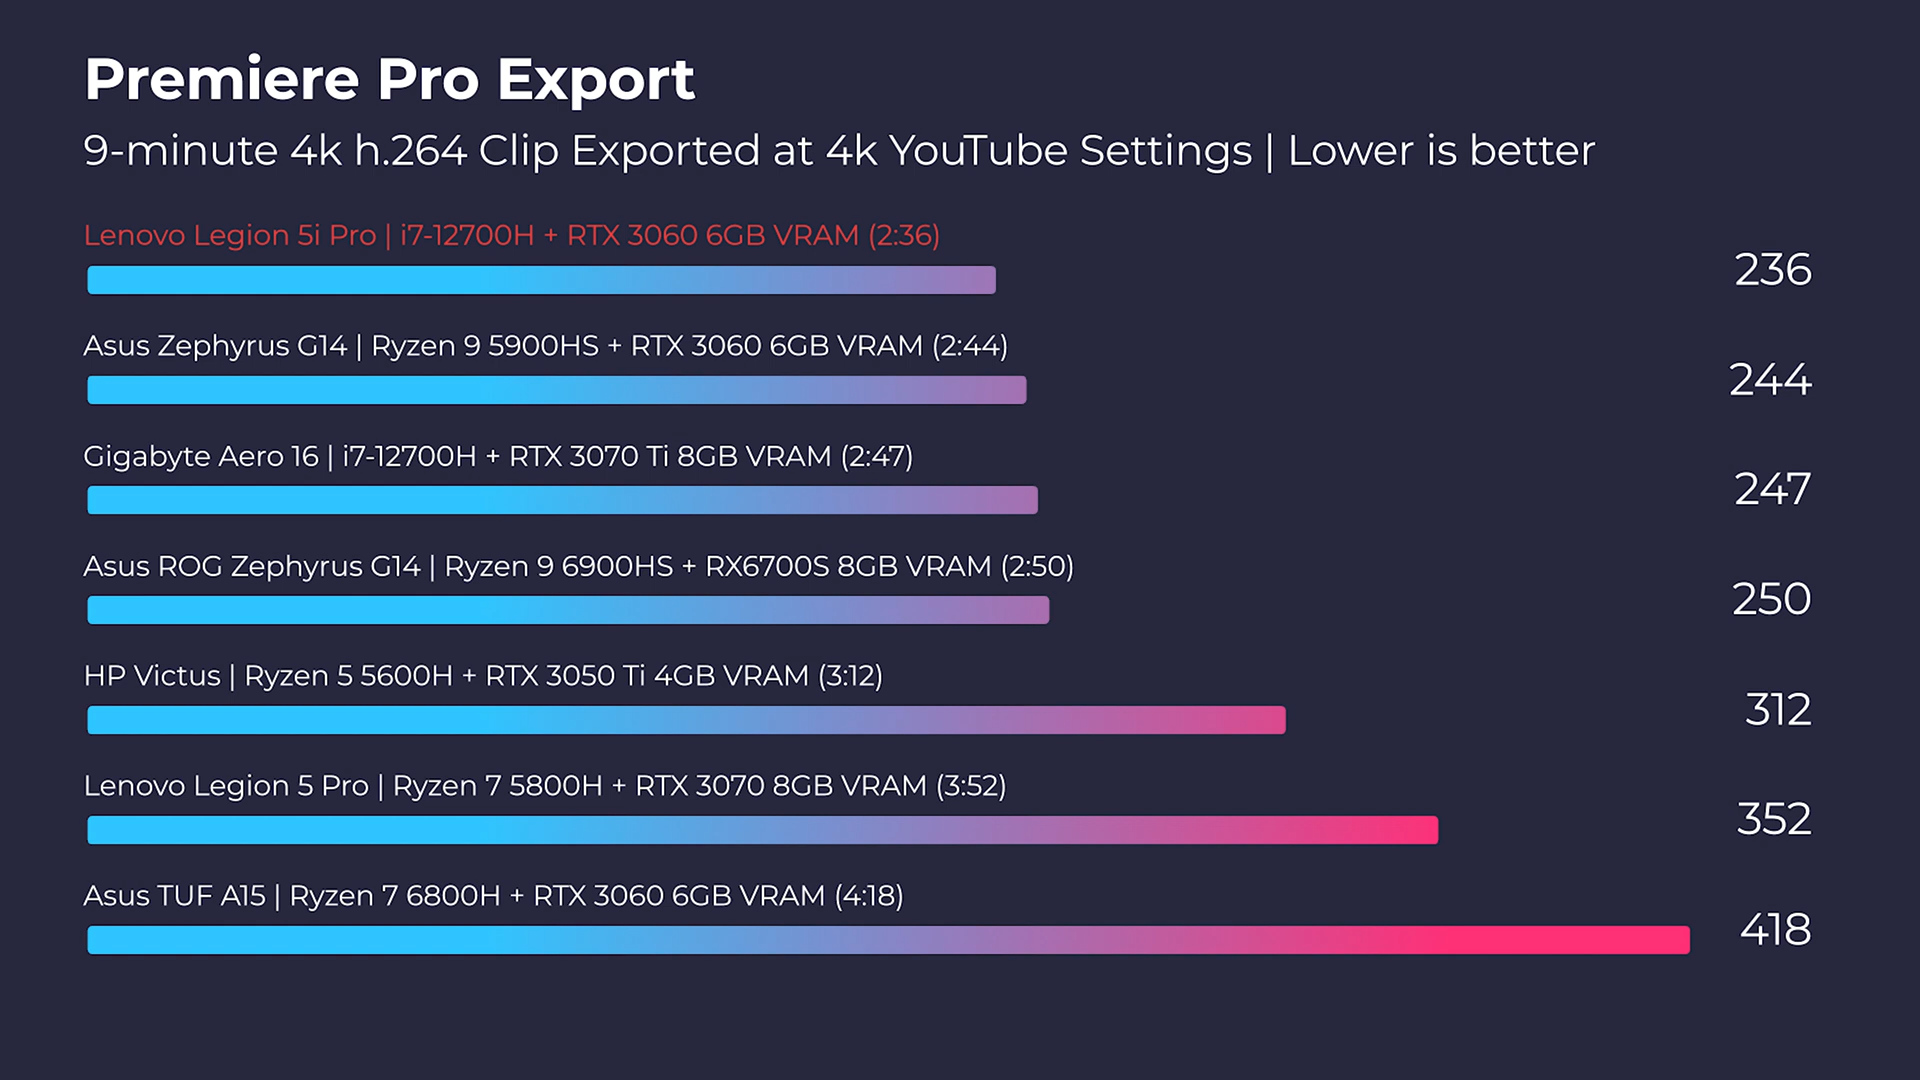 Premiere Pro Export
9-minute 4k h.264 Clip Exported at 4k YouTube Settings | Lower is better
Lenovo Legion 5i Pro | i7-12700H + RTX 3060 6GB VRAM (2:36)
236
Asus Zephyrus G14 | Ryzen 9 5900HS + RTX 3060 6GB VRAM (2:44)
244
Gigabyte Aero 16 | i7-12700H + RTX 3070 Ti 8GB VRAM (2:47)
247
Asus ROG Zephyrus G14 | Ryzen 9 6900HS + RX6700S 8GB VRAM (2:50)
250
HP Victus | Ryzen 5 5600H + RTX 3050 Ti 4GB VRAM (3:12)
312
Lenovo Legion 5 Pro | Ryzen 7 5800H + RTX 3070 8GB VRAM (3:52)
352
Asus TUF A15 | Ryzen 7 6800H + RTX 3060 6GB VRAM (4:18)
418